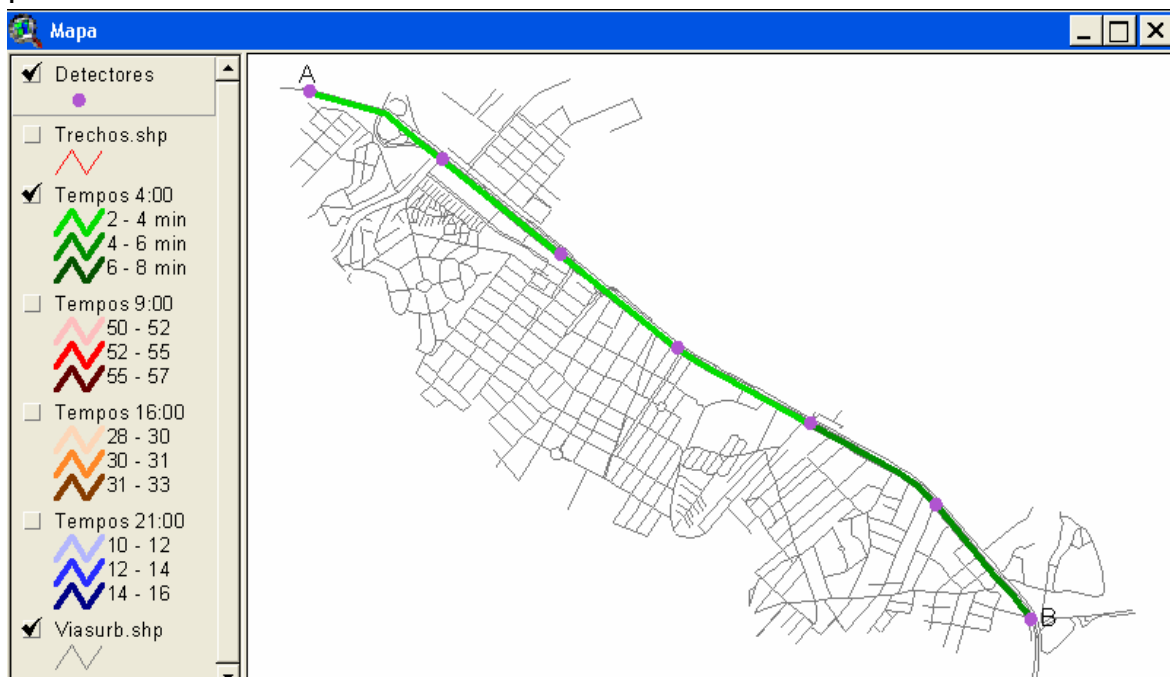 Mapa
Detectores
Trechos.shp
Tempos 4:00
2 - 4 min
4 - 6 min
6 - 8 min
Tempos 9:00
50 - 52
52 - 55
55 - 57
Tempos 16:00
28 - 30
30 - 31
31 - 33
Tempos 21:00
10 - 12
12 - 14
14 - 16
Viasurb.shp
A
B